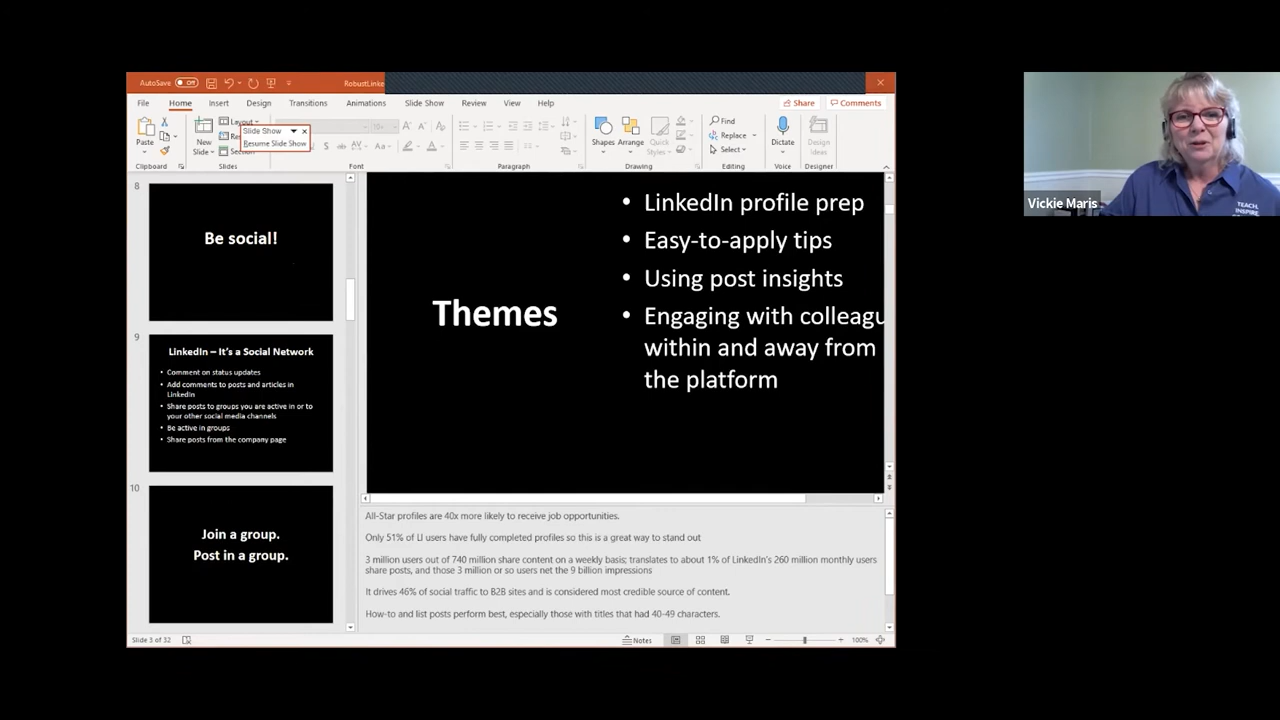 AutoSave Off RobustLinke
File Home Insert Design Transitions Animations Slide Show Review View Help Share Comments
Paste
New
Slide
Layout
Slide Show
Resume Slide Show
Section
Shapes Arrange Quick
Styles
Find
Replace
Select
Dictate
Design
Ideas
Clipboard Slides Font Paragraph Drawing Editing Voice Designer
8
Be social!
9
LinkedIn – It's a Social Network
• Comment on status updates
• Add comments to posts and articles in
LinkedIn
• Share posts to groups you are active in or to
your other social media channels
• Be active in groups
• Share posts from the company page
10
Join a group.
Post in a group.
Themes
• LinkedIn profile prep
• Easy-to-apply tips
• Using post insights
• Engaging with colleagu
within and away from
the platform
All-Star profiles are 40x more likely to receive job opportunities.
Only 51% of LI users have fully completed profiles so this is a great way to stand out
3 million users out of 740 million share content on a weekly basis; translates to about 1% of LinkedIn's 260 million monthly users
share posts, and those 3 million or so users net the 9 billion impressions
It drives 46% of social traffic to B2B sites and is considered most credible source of content.
How-to and list posts perform best, especially those with titles that had 40-49 characters.
Slide 3 of 32 Notes 100%
Vickie Maris
TEACH.
INSPIRE